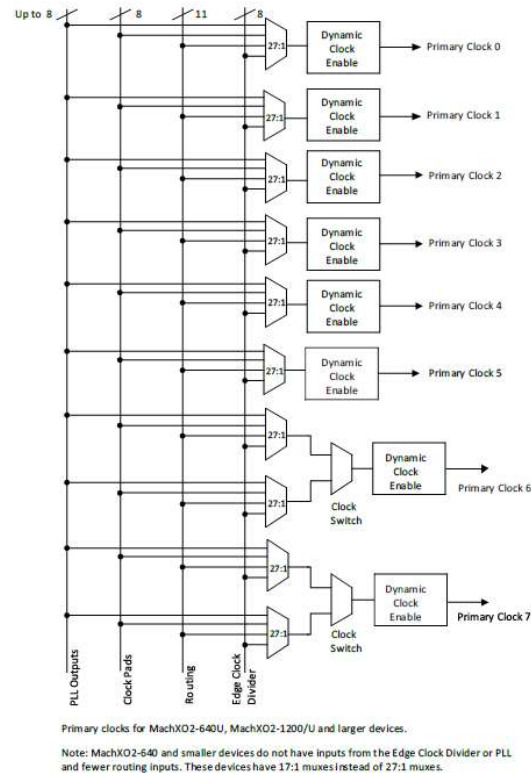 Up to 8 8 11 8
27:1
Dynamic
Clock
Enable
Primary Clock 0
27:1
Dynamic
Clock
Enable
Primary Clock 1
27:1
Dynamic
Clock
Enable
Primary Clock 2
27:1
Dynamic
Clock
Enable
Primary Clock 3
27:1
Dynamic
Clock
Enable
Primary Clock 4
27:1
Dynamic
Clock
Enable
Primary Clock 5
27:1
27:1
Clock
Switch
Dynamic
Clock
Enable
Primary Clock 6
27:1
27:1
Clock
Switch
Dynamic
Clock
Enable
Primary Clock 7
PLL Outputs
Clock Pads
Routing
Edge Clock
Divider
Primary clocks for MachXO2-640U, MachXO2-1200/U and larger devices.
Note: MachXO2-640 and smaller devices do not have inputs from the Edge Clock Divider or PLL
and fewer routing inputs. These devices have 17:1 muxes instead of 27:1 muxes.